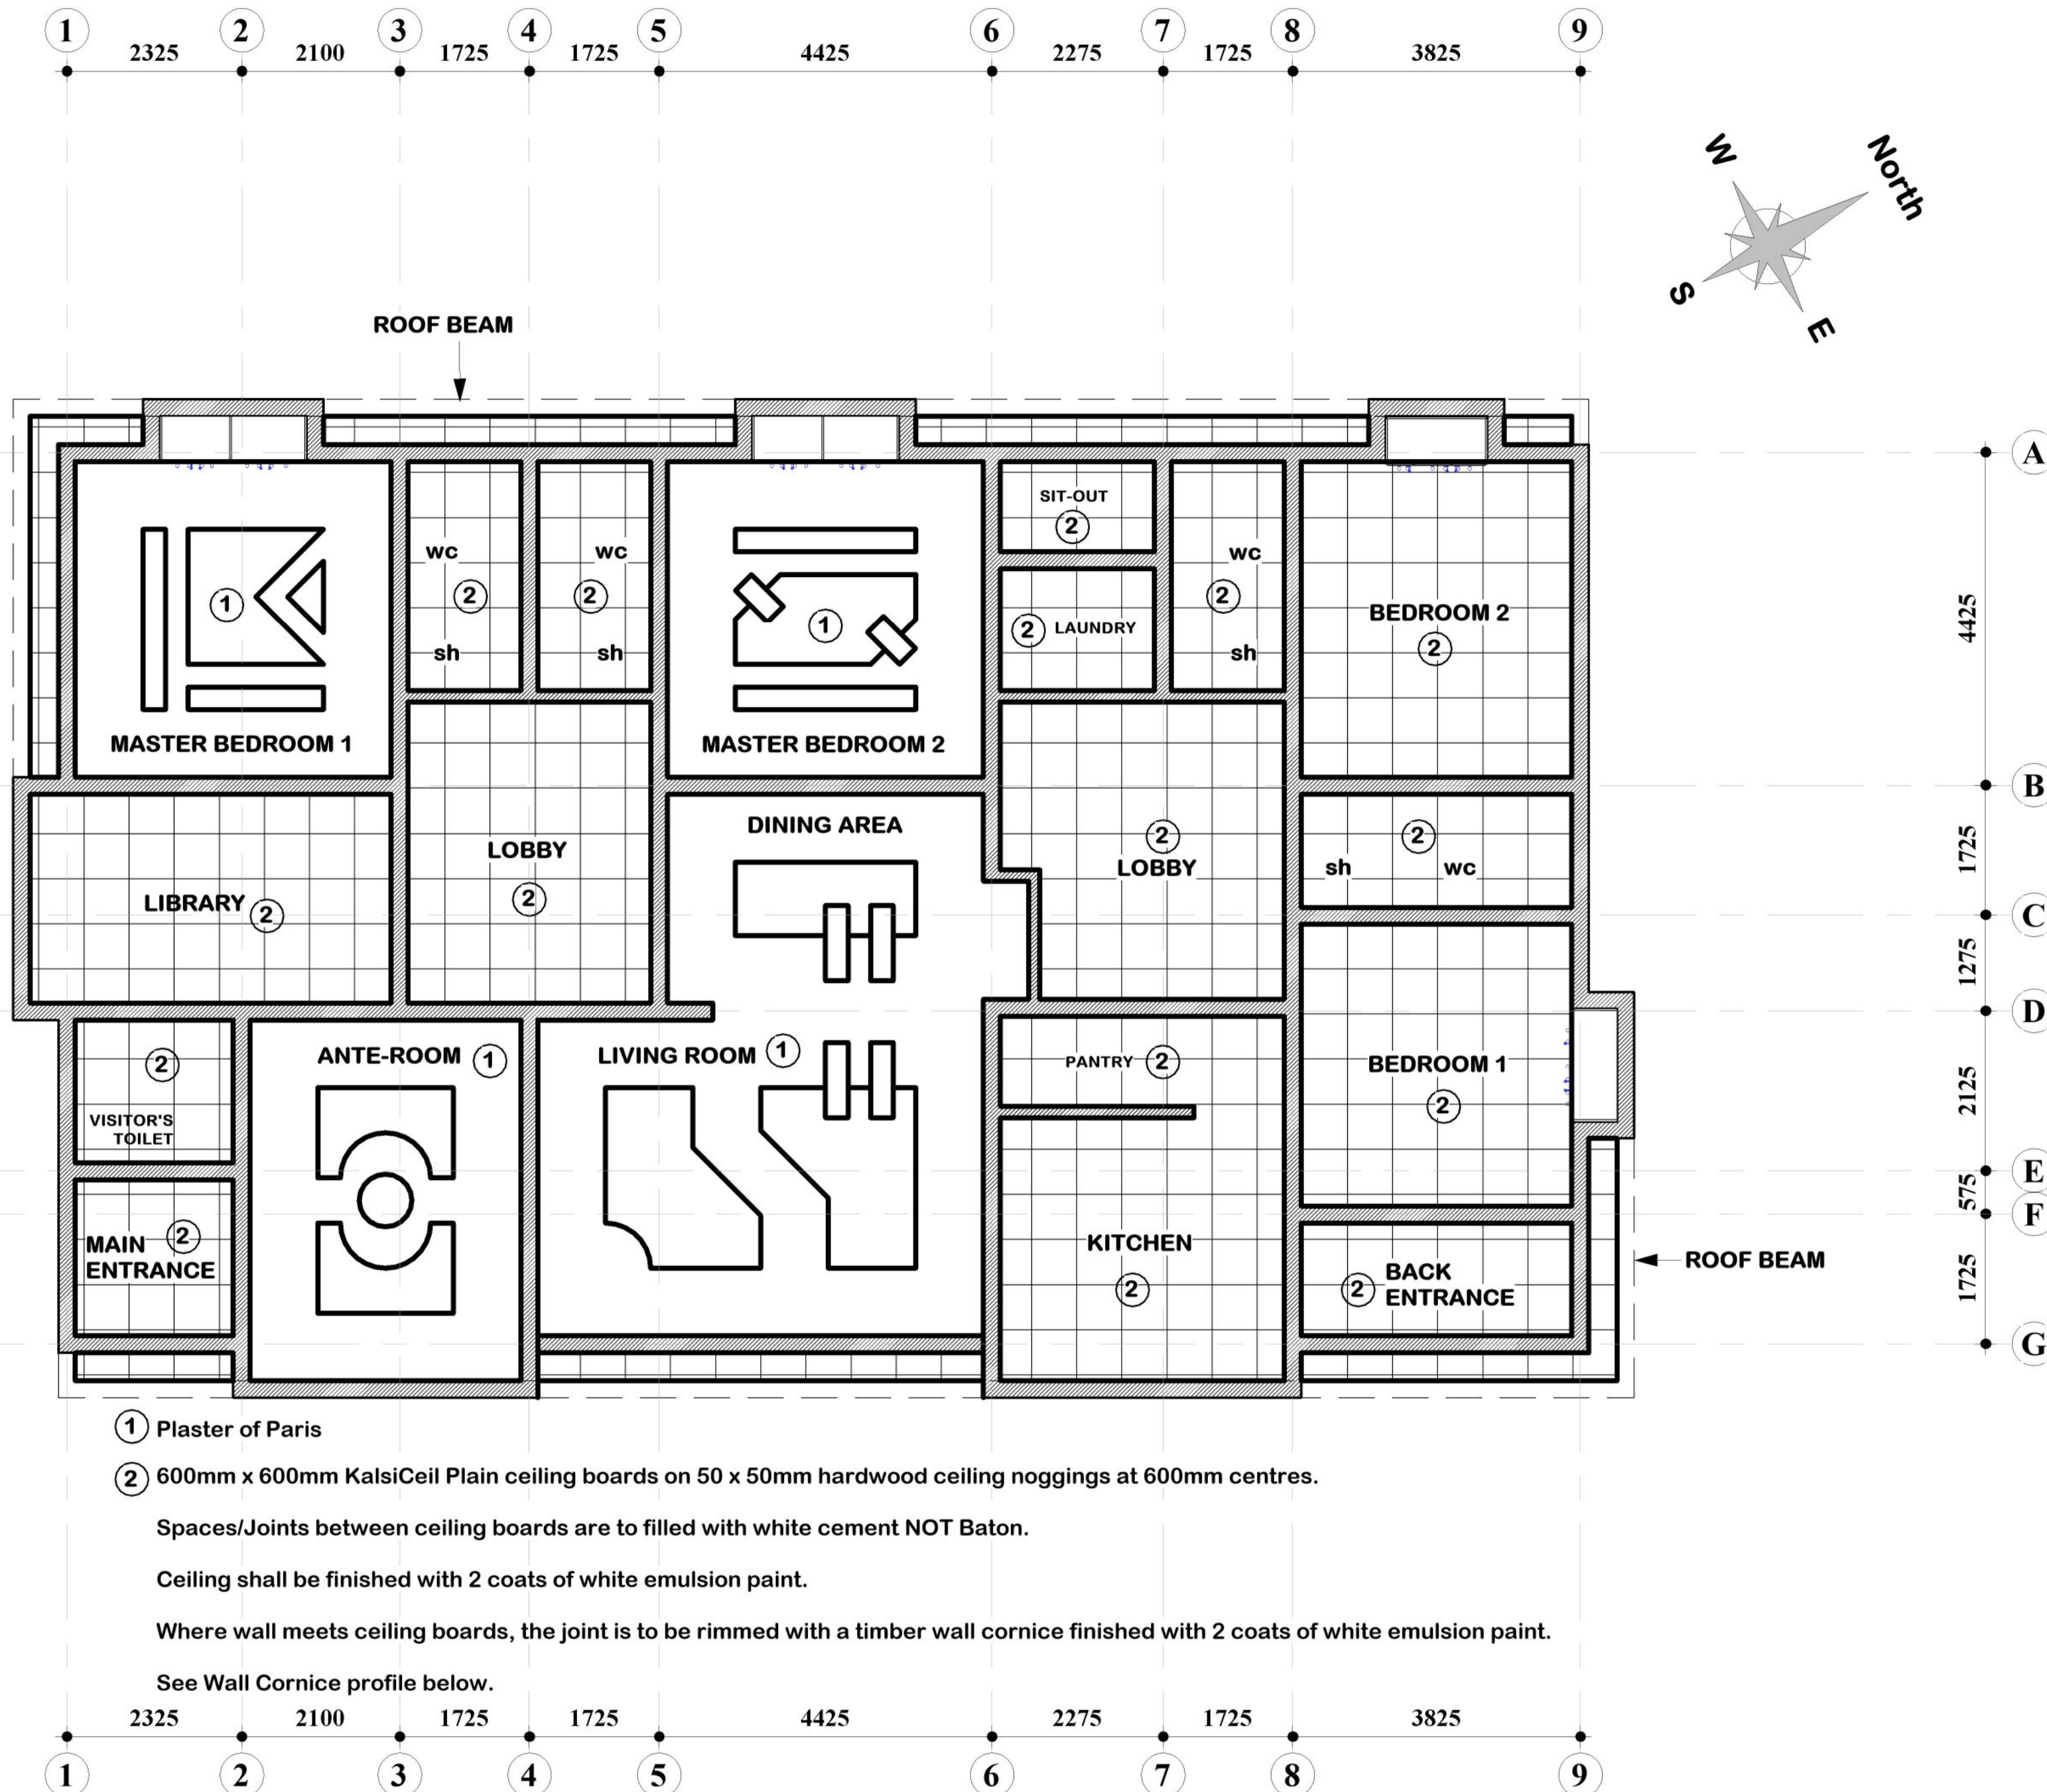 1 2 3 4 5 6 7 8 9
2325 2100 1725 1725 4425 2275 1725 3825
W
North
S
E
ROOF BEAM
A
SIT-OUT
2
wc
wc
wc
2
2
2
4425
1
1
BEDROOM 2
2
2 LAUNDRY
sh
sh
sh
MASTER BEDROOM 1
MASTER BEDROOM 2
B
DINING AREA
2
2
LOBBY
2
LOBBY
sh
wc
1725
LIBRARY 2
C
1275
D
ANTE-ROOM 1
LIVING ROOM 1
PANTRY 2
BEDROOM 1
2
2
VISITOR'S
TOILET
2125
E
575
F
MAIN
ENTRANCE
2
KITCHEN
2
2
BACK
ENTRANCE
ROOF BEAM
1725
G
1 Plaster of Paris
2 600mm x 600mm KalsiCeil Plain ceiling boards on 50 x 50mm hardwood ceiling noggings at 600mm centres.
Spaces/Joints between ceiling boards are to filled with white cement NOT Baton.
Ceiling shall be finished with 2 coats of white emulsion paint.
Where wall meets ceiling boards, the joint is to be rimmed with a timber wall cornice finished with 2 coats of white emulsion paint.
See Wall Cornice profile below.
2325 2100 1725 1725 4425 2275 1725 3825
1 2 3 4 5 6 7 8 9